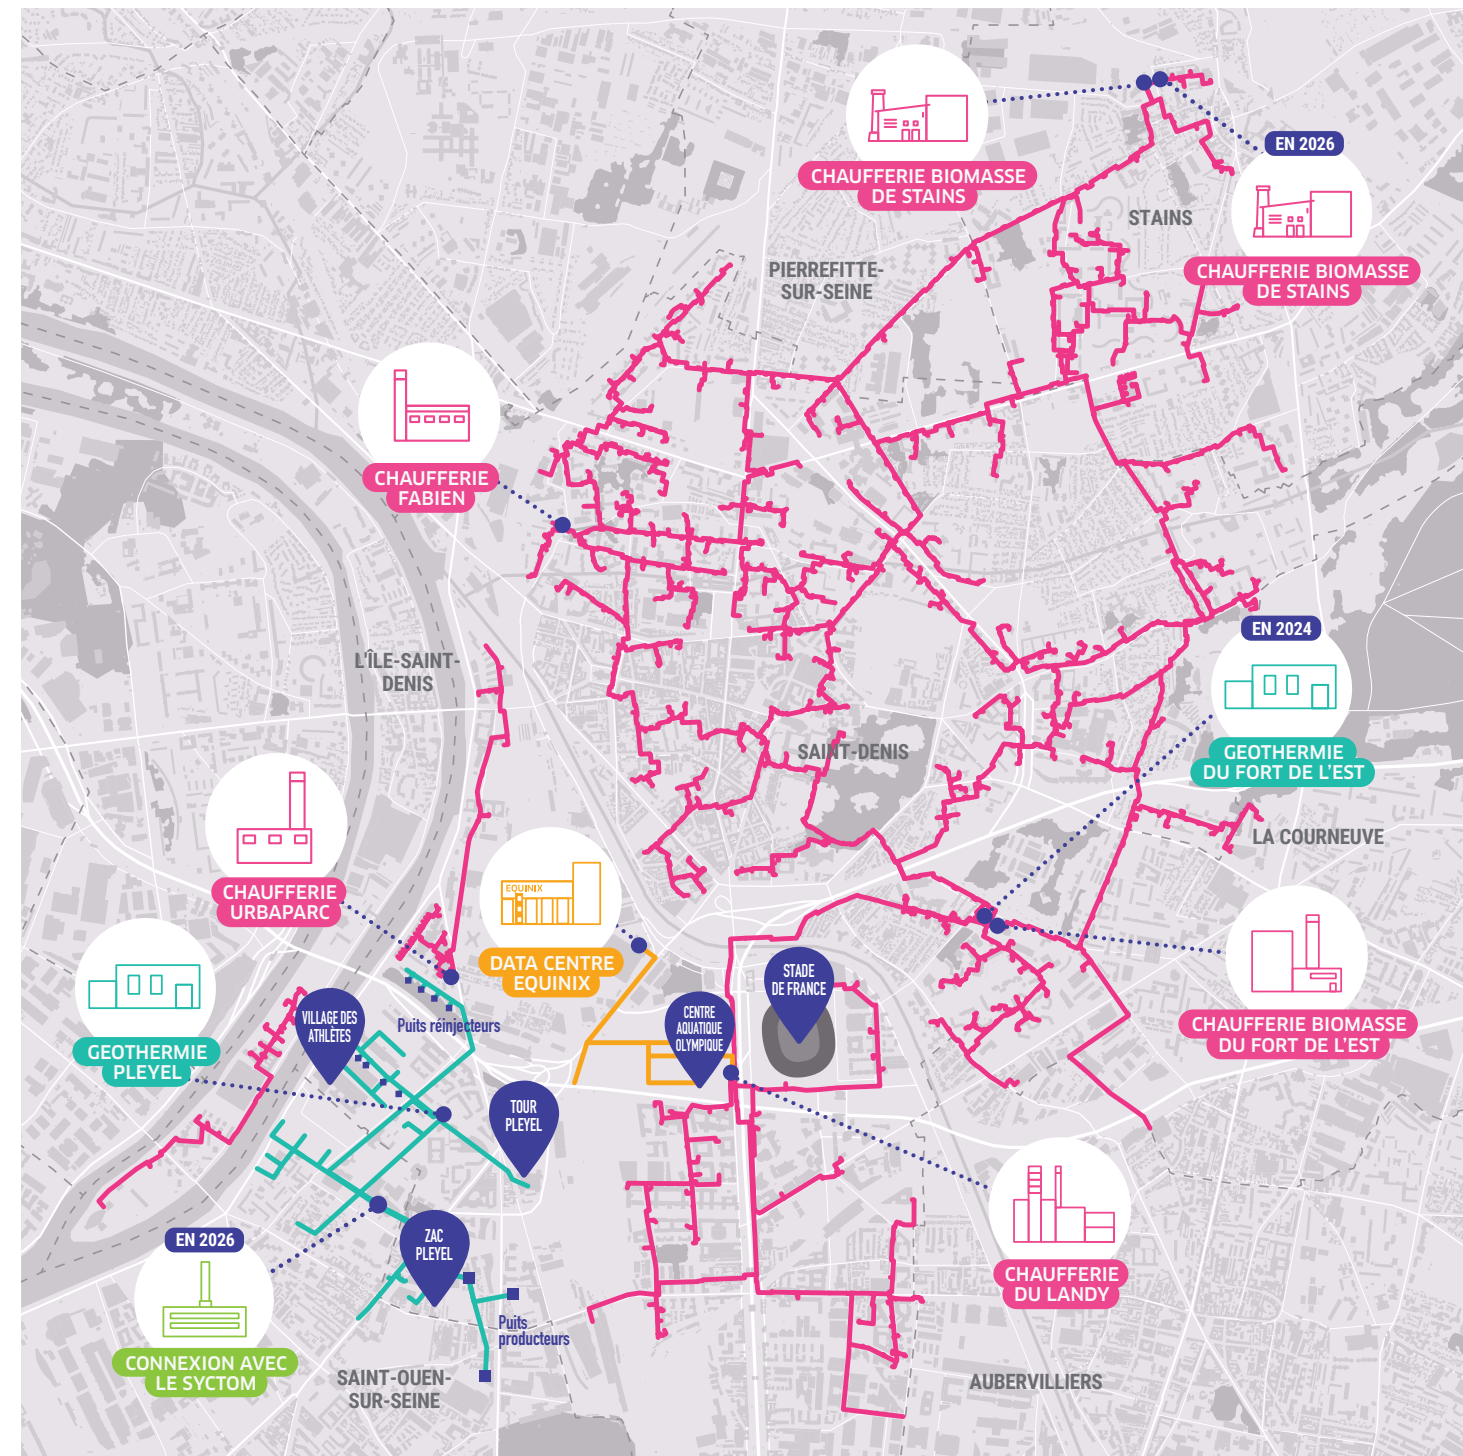 CHAUFFERIE BIOMASSE
DE STAINS
EN 2026
STAINS
CHAUFFERIE BIOMASSE
DE STAINS
PIERREFITTE-
SUR-SEINE
CHAUFFERIE
FABIEN
EN 2024
L'ÎLE-SAINT-
DENIS
SAINT-DENIS
GEOTHERMIE
DU FORT DE L'EST
LA COURNEUVE
CHAUFFERIE
URBAPARC
EQUINIX
DATA CENTRE
EQUINIX
STADE
DE FRANCE
VILLAGE DES
ATHLÈTES
Puits réinjecteurs
CENTRE
AQUATIQUE
OLYMPIQUE
CHAUFFERIE BIOMASSE
DU FORT DE L'EST
GEOTHERMIE
PLEYEL
TOUR
PLEYEL
EN 2026
ZAC
PLEYEL
CHAUFFERIE
DU LANDY
Puits
producteurs
CONNEXION AVEC
LE SYCTOM
SAINT-OUEN-
SUR-SEINE
AUBERVILLIERS